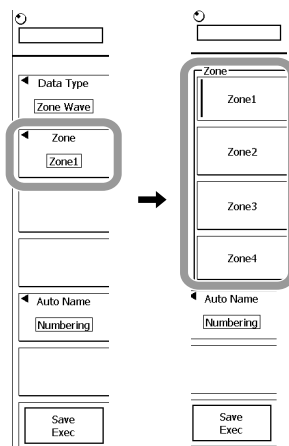 Data Type
Zone Wave
Zone
Zone1
Auto Name
Numbering
Save
Exec
Zone
Zone1
Zone2
Zone3
Zone4
Auto Name
Numbering
Save
Exec